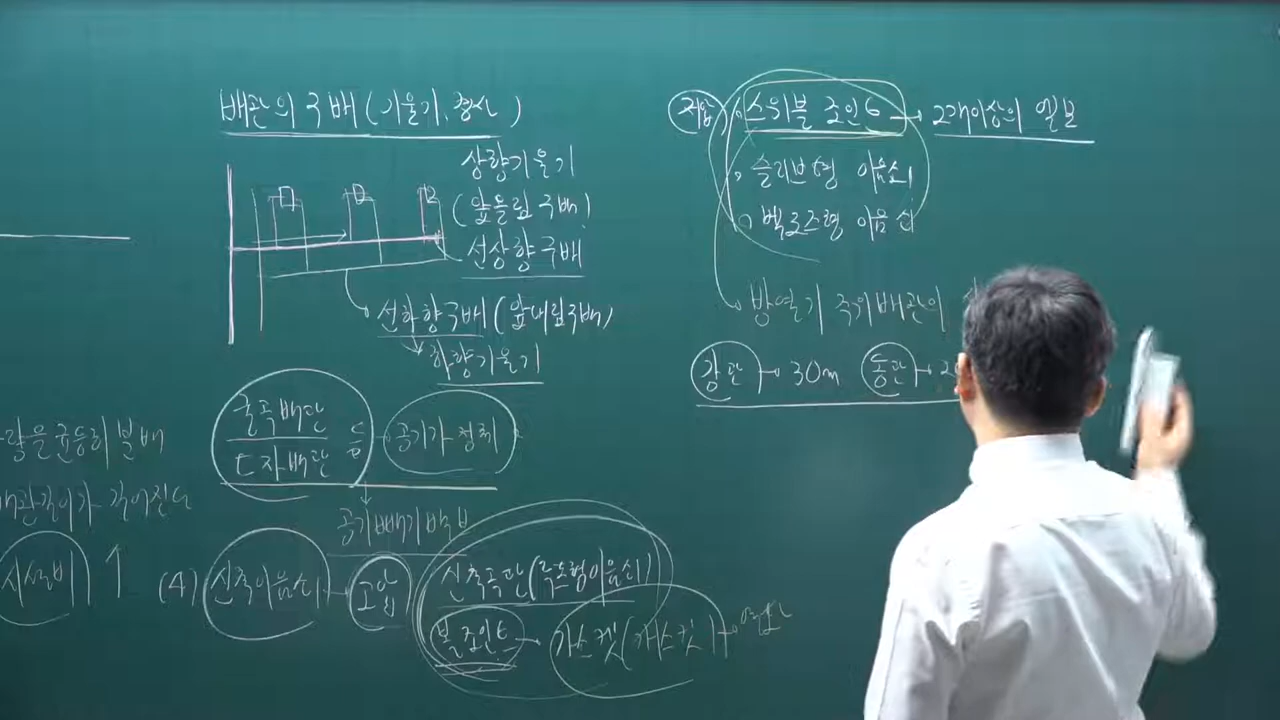 배관의 구배(기울기, 경사)
상향기울기
(앞올림구배)
선상향구배
선하향구배(앞내림구배)
하향기울기
굴곡배관
ㄷ자배관
등
공기가 정체
공기빼기밸브
량을 균등히 분배
배관길이가 길어진다
시설비 ↑
(4) 신축이음쇠 → 고압
신축곡관(루프형이음쇠)
볼조인트 → 가스켓(개스킷) →
저압
스위블 조인트 → 2개이상의 엘보
슬리브형 이음쇠
벨로즈형 이음쇠
방열기 주위배관에
강관 → 30m 동관 → 2